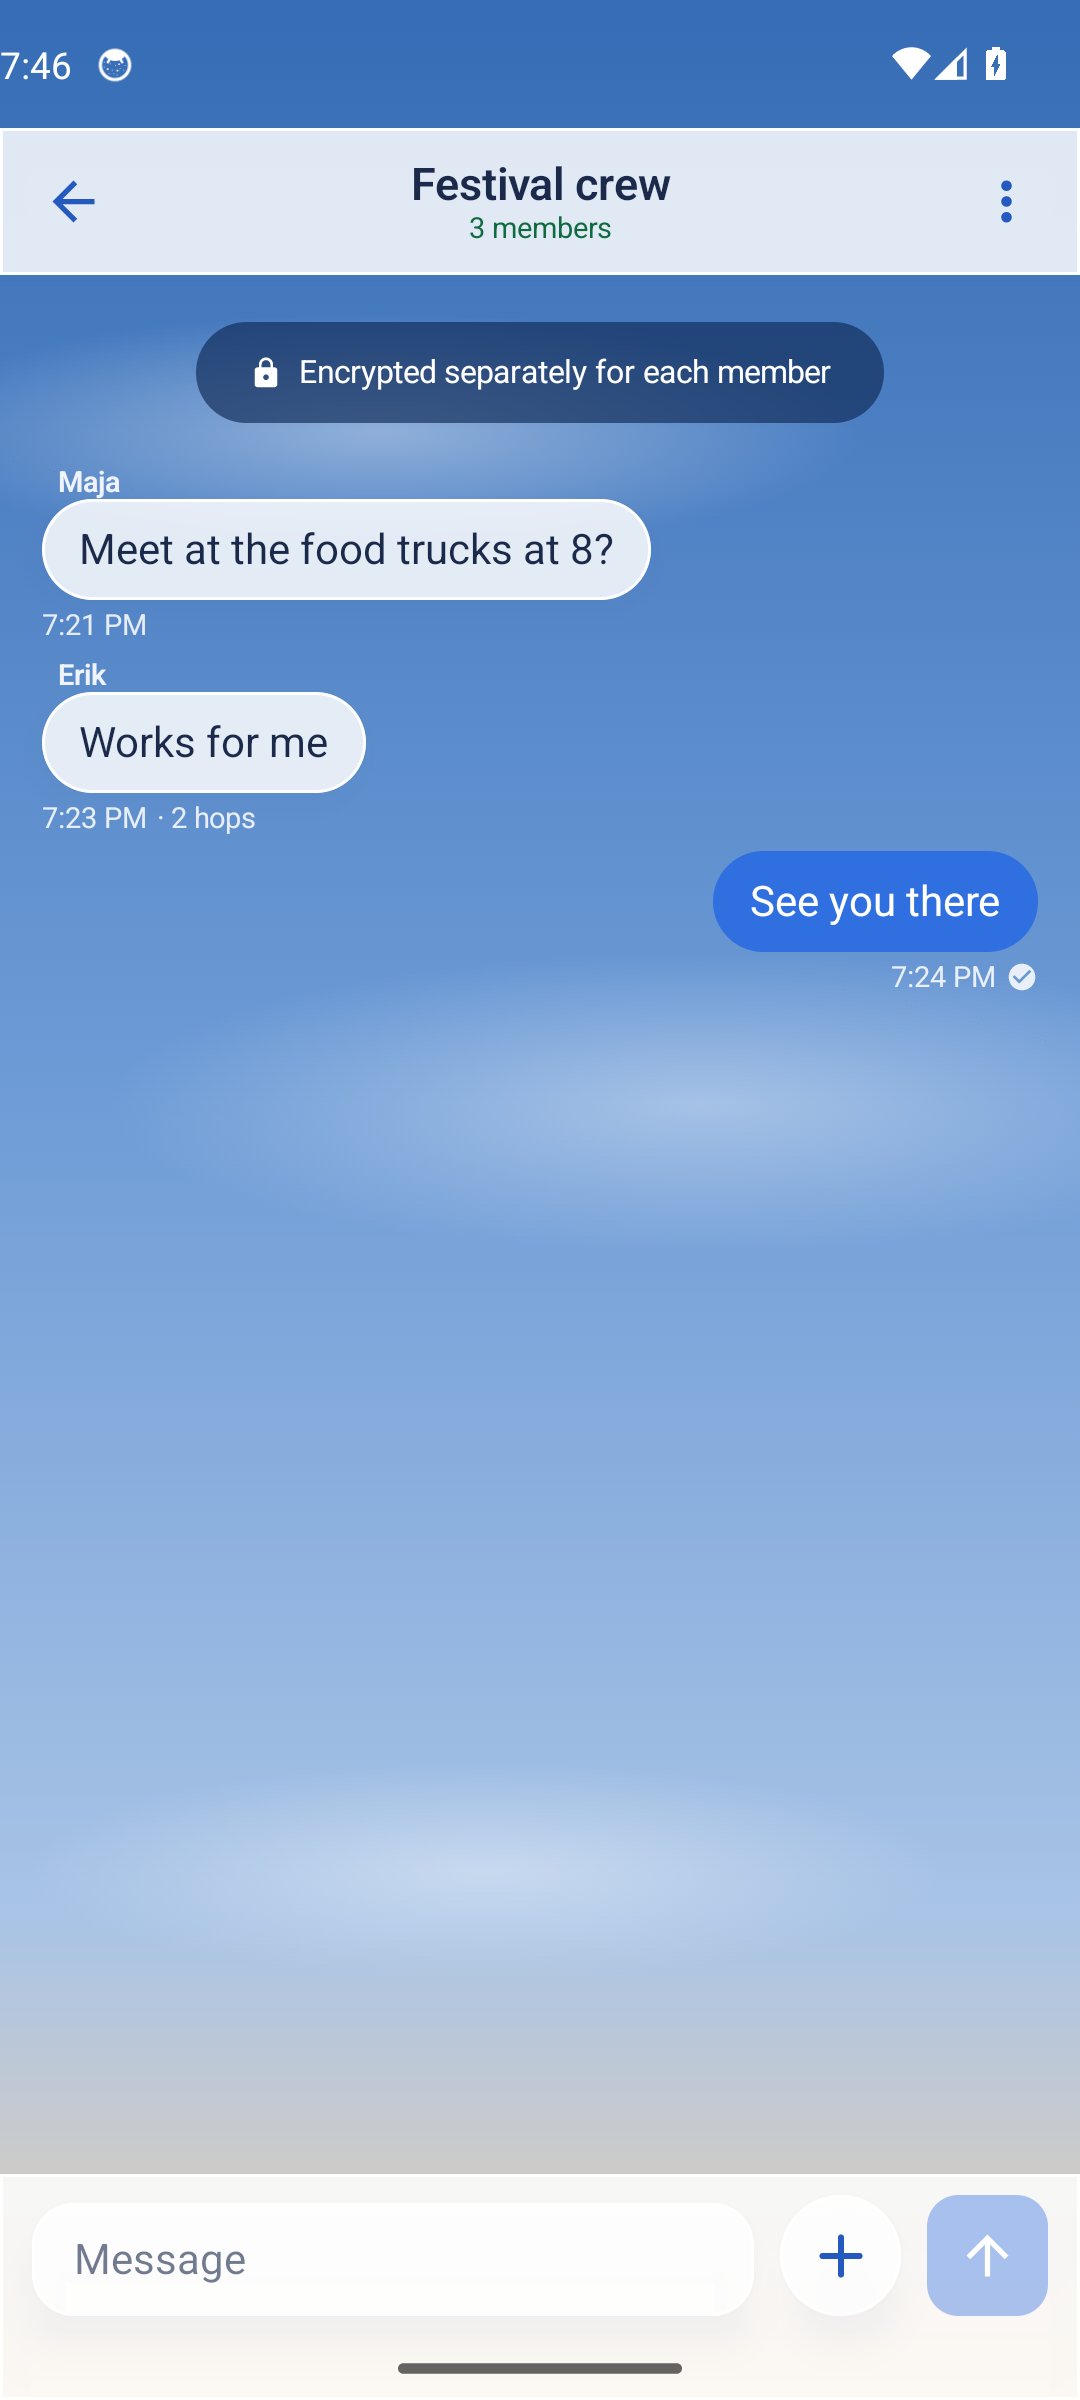 7:46
Festival crew
3 members
Encrypted separately for each member
Maja
Meet at the food trucks at 8?
7:21 PM
Erik
Works for me
7:23 PM · 2 hops
See you there
7:24 PM
Message